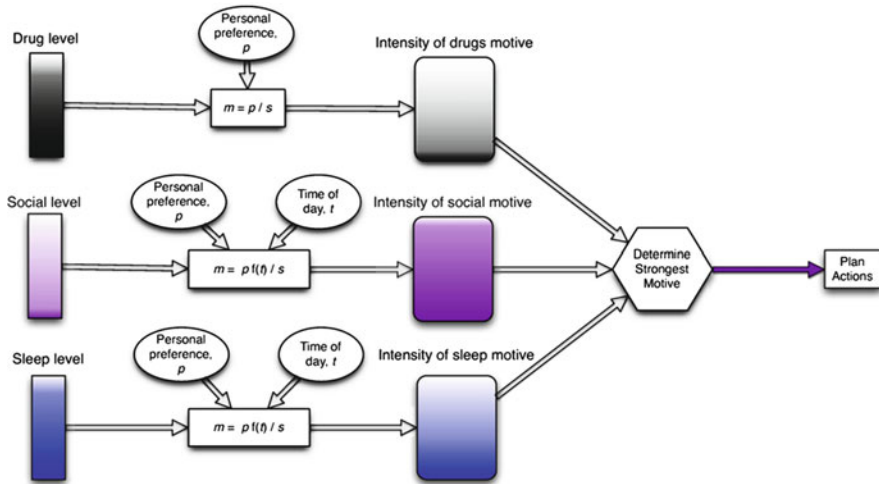 Drug level
Personal
preference,
p
Intensity of drugs motive
m = p / s
Social level
Personal
preference,
p
Time of
day, t
Intensity of social motive
m = p f(t) / s
Determine
Strongest
Motive
Plan
Actions
Sleep level
Personal
preference,
p
Time of
day, t
Intensity of sleep motive
m = p f(t) / s